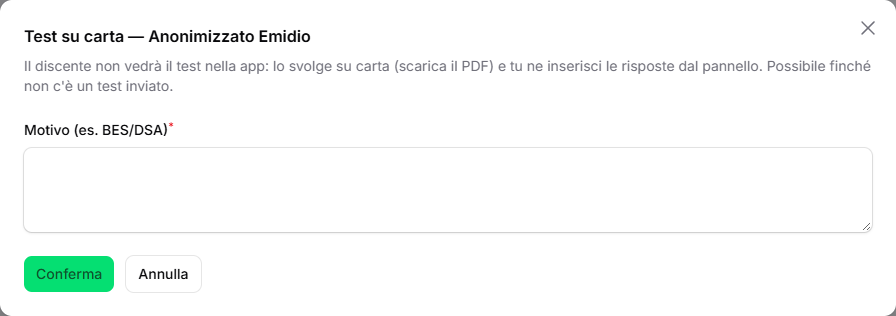 Test su carta — Anonimizzato Emidio
Il discente non vedrà il test nella app: lo svolge su carta (scarica il PDF) e tu ne inserisci le risposte dal pannello. Possibile finché
non c'è un test inviato.
Motivo (es. BES/DSA)*
Conferma
Annulla